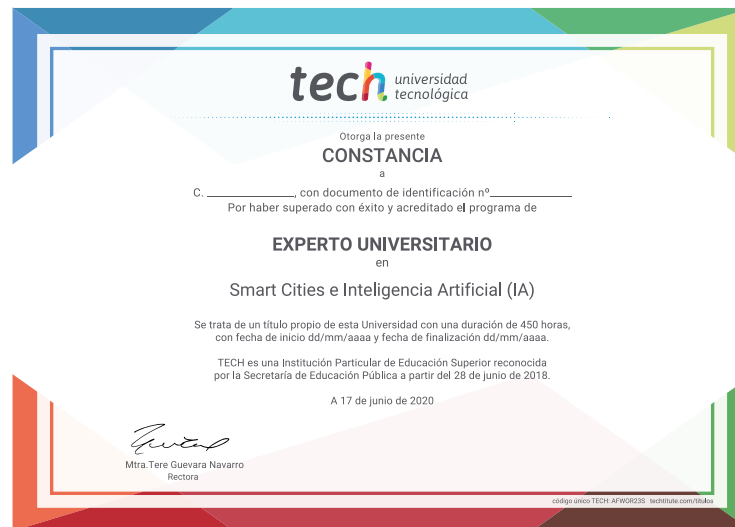 tech universidad
tecnológica
Otorga la presente
CONSTANCIA
a
C. ________________, con documento de identificación nº_______________
Por haber superado con éxito y acreditado el programa de
EXPERTO UNIVERSITARIO
en
Smart Cities e Inteligencia Artificial (IA)
Se trata de un título propio de esta Universidad con una duración de 450 horas,
con fecha de inicio dd/mm/aaaa y fecha de finalización dd/mm/aaaa.
TECH es una Institución Particular de Educación Superior reconocida
por la Secretaría de Educación Pública a partir del 28 de junio de 2018.
A 17 de junio de 2020
Mtra.Tere Guevara Navarro
Rectora
código único TECH: AFWOR23S techtitute.com/titulos